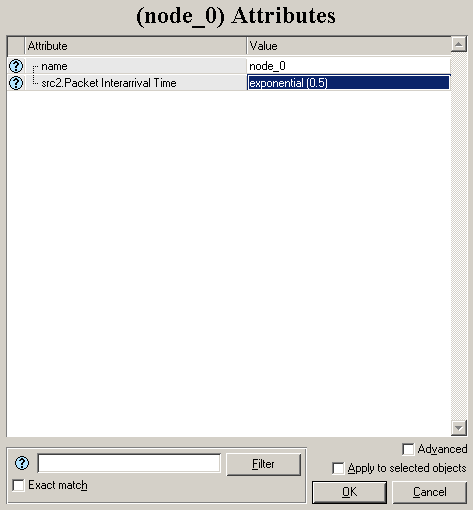 (node_0) Attributes
Attribute Value
? name node_0
? src2.Packet Interarrival Time exponential (0.5)
Advanced
? Filter
Apply to selected objects
Exact match
OK Cancel